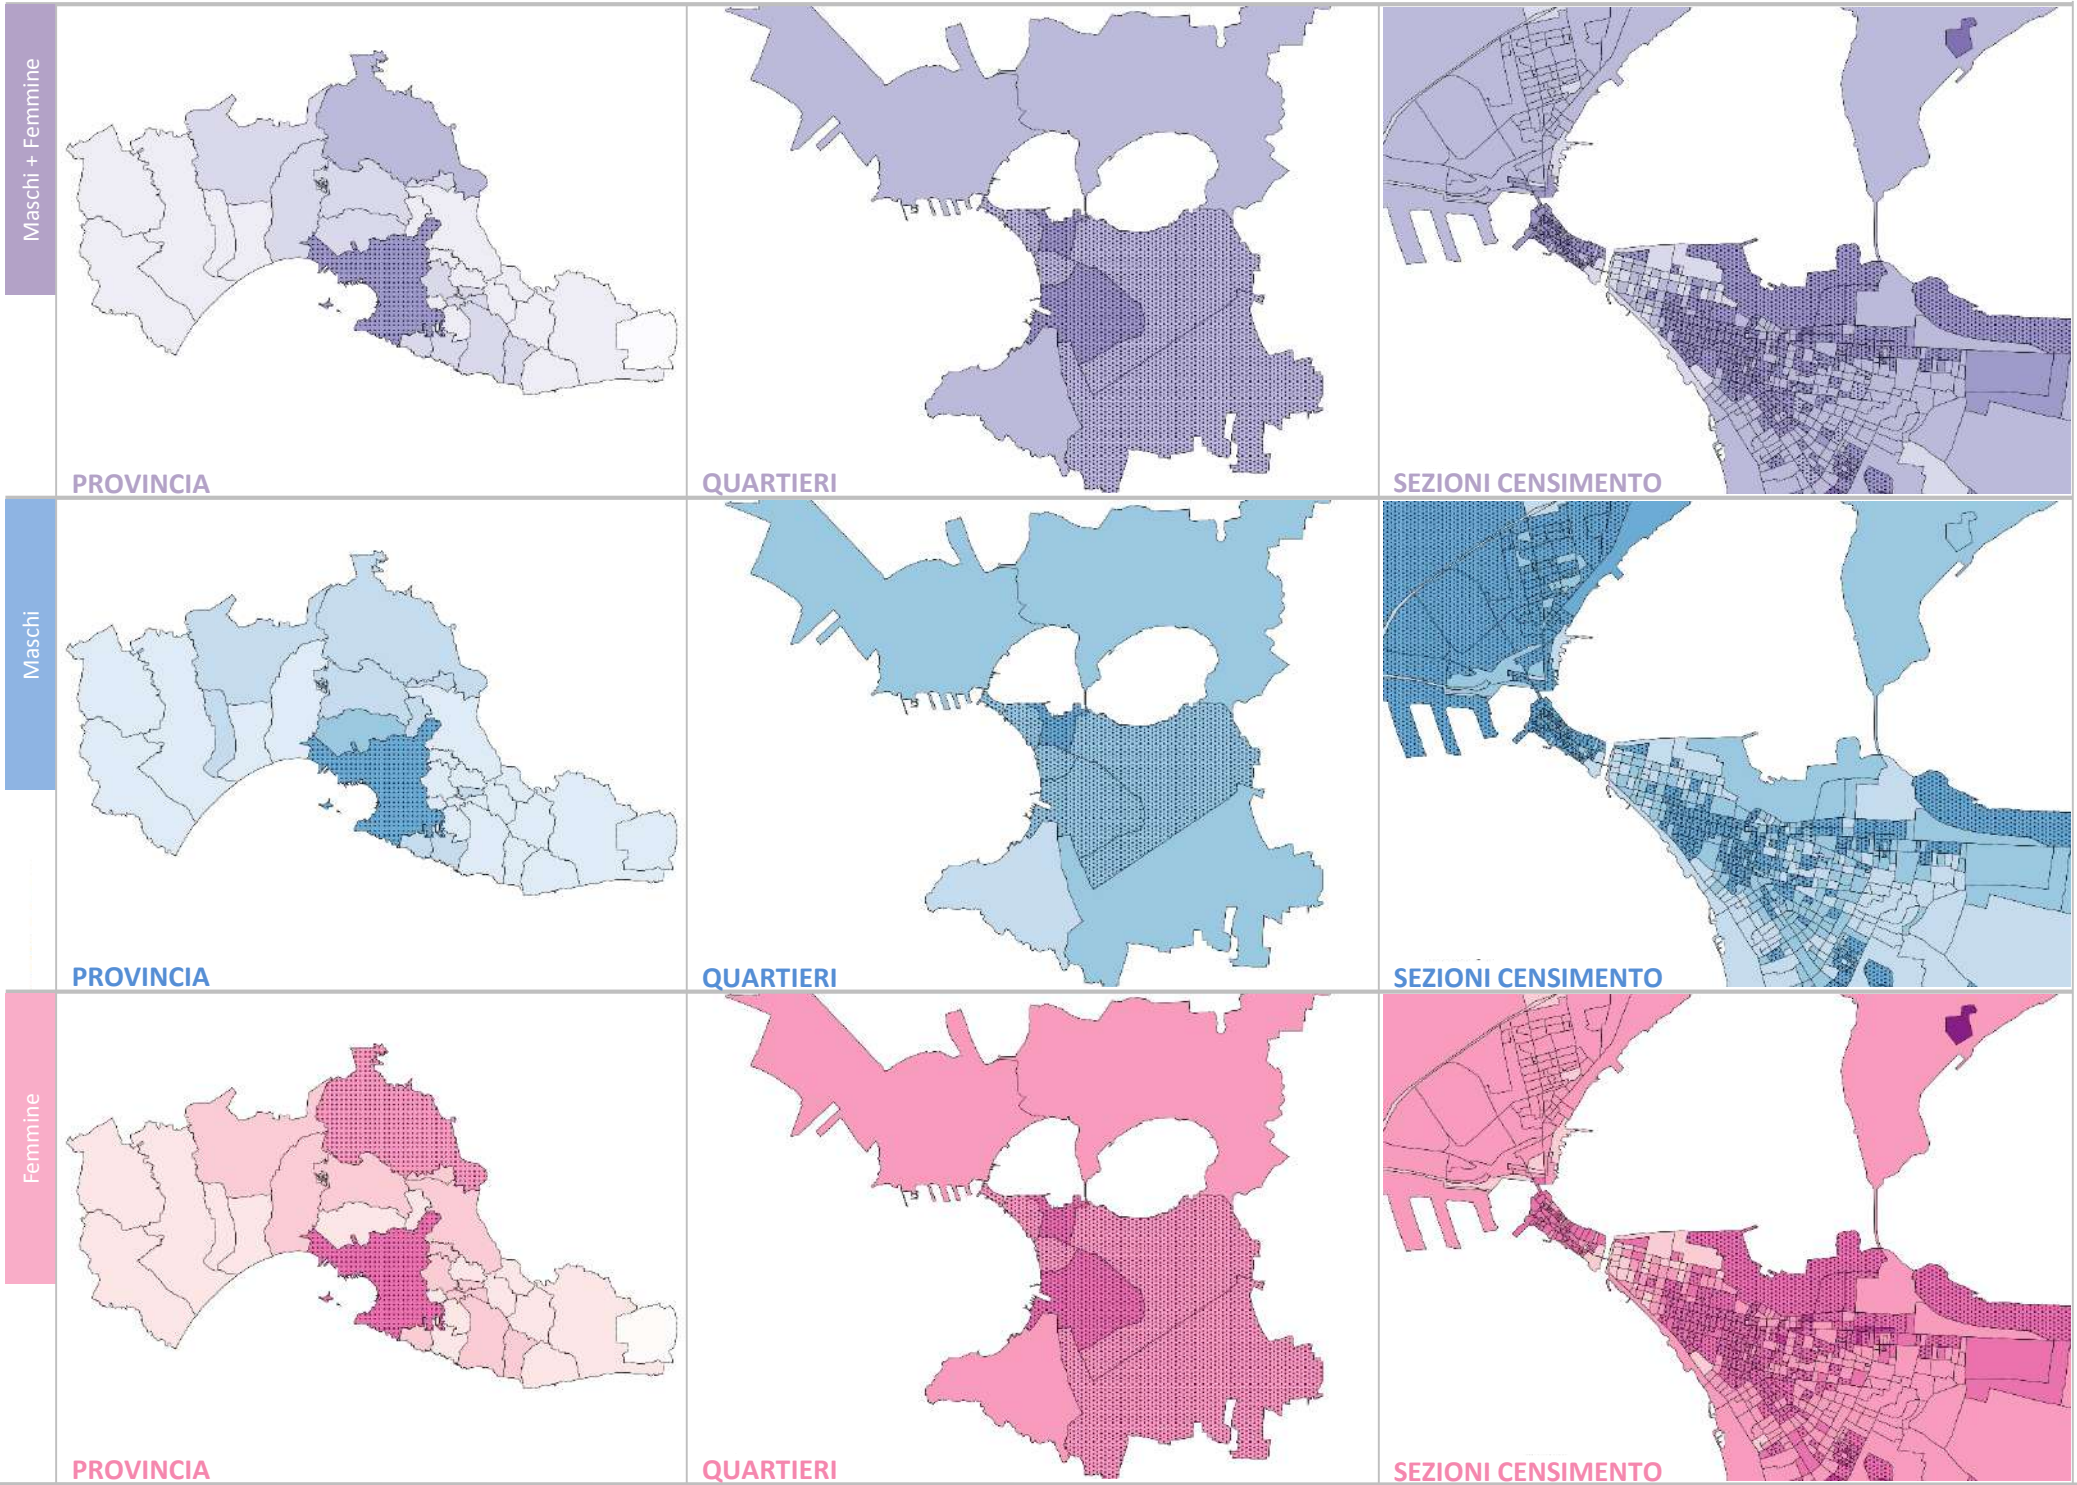 Maschi + Femmine
PROVINCIA
QUARTIERI
SEZIONI CENSIMENTO
Maschi
PROVINCIA
QUARTIERI
SEZIONI CENSIMENTO
Femmine
PROVINCIA
QUARTIERI
SEZIONI CENSIMENTO